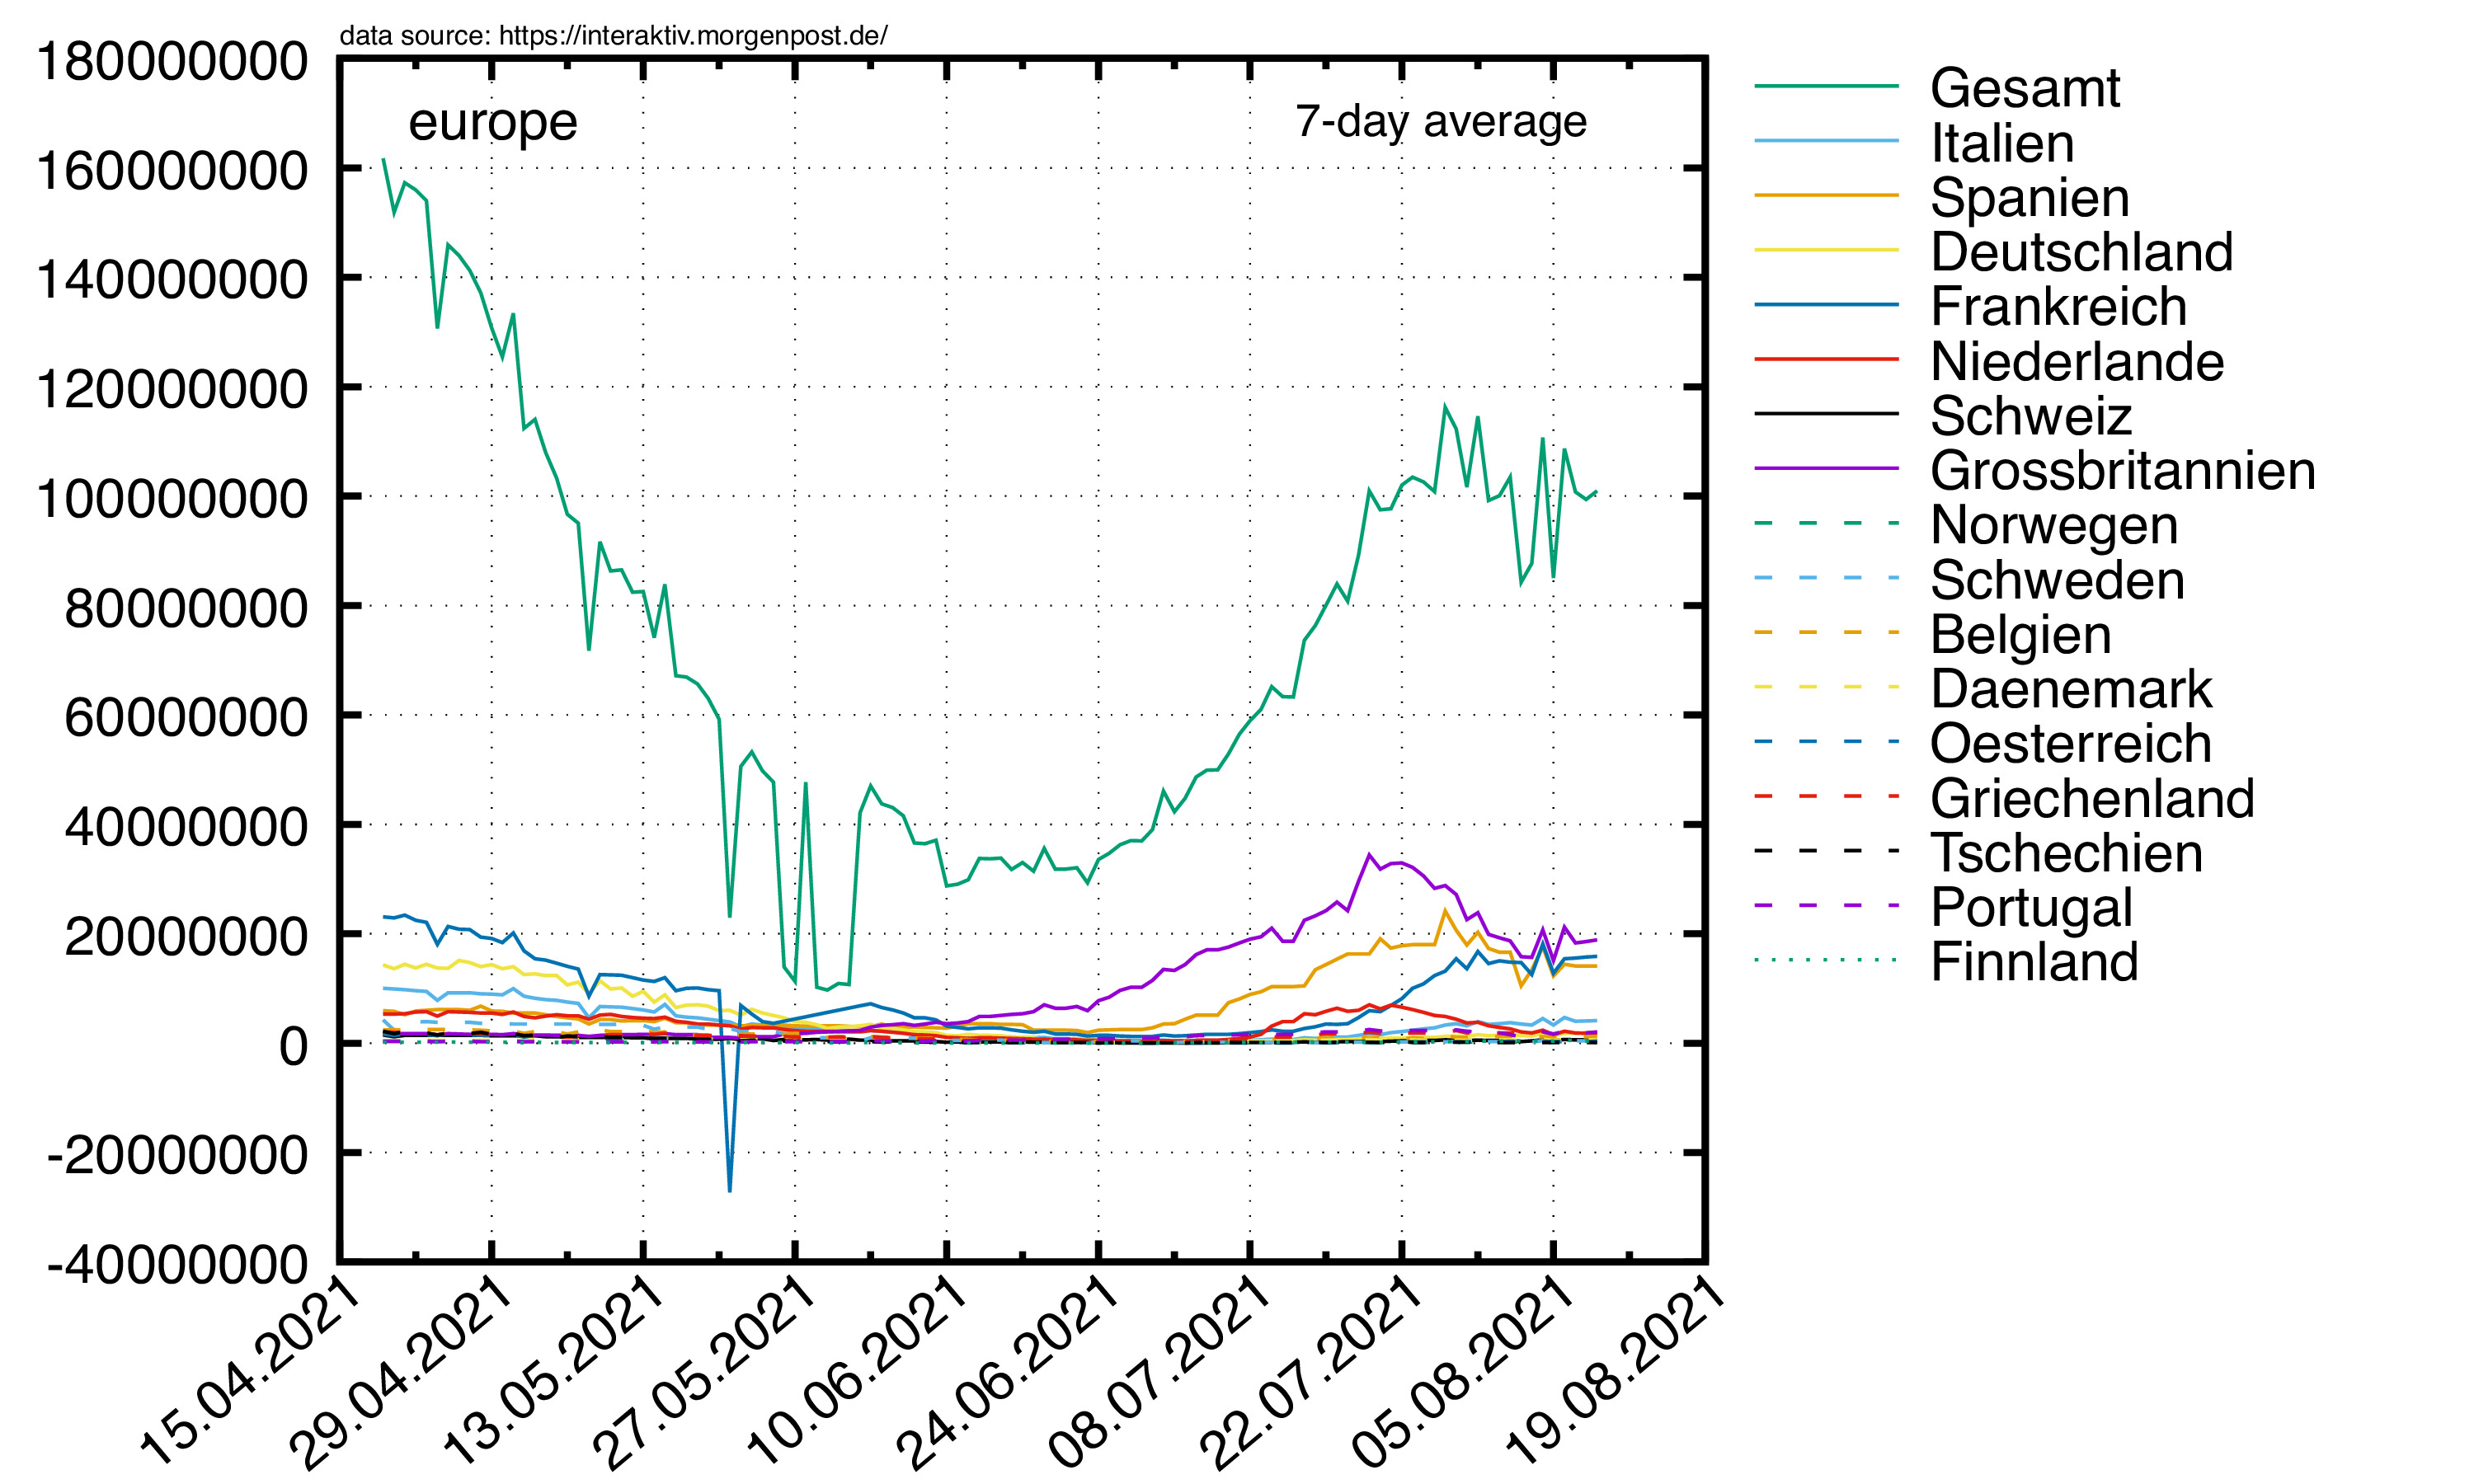 data source: https://interaktiv.morgenpost.de/
europe
7-day average
180000000
160000000
140000000
120000000
100000000
80000000
60000000
40000000
20000000
0
-20000000
-40000000
15.04.2021
29.04.2021
13.05.2021
27.05.2021
10.06.2021
24.06.2021
08.07.2021
22.07.2021
05.08.2021
19.08.2021
Gesamt
Italien
Spanien
Deutschland
Frankreich
Niederlande
Schweiz
Grossbritannien
Norwegen
Schweden
Belgien
Daenemark
Oesterreich
Griechenland
Tschechien
Portugal
Finnland